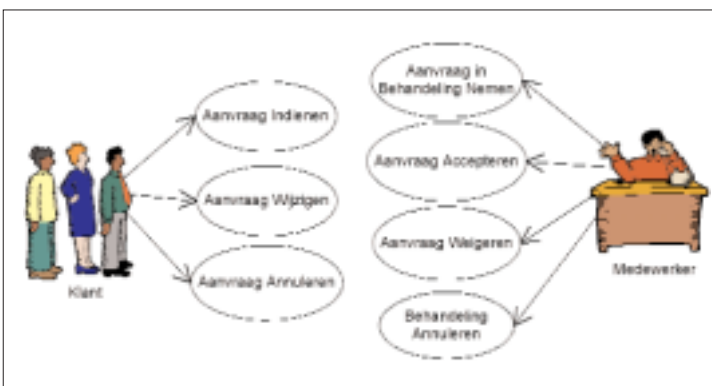 Aanvraag Indienen
Aanvraag Wijzigen
Aanvraag Annuleren
Klant
Aanvraag in
Behandeling Nemen
Aanvraag Accepteren
Aanvraag Weigeren
Behandeling
Annuleren
Medewerker